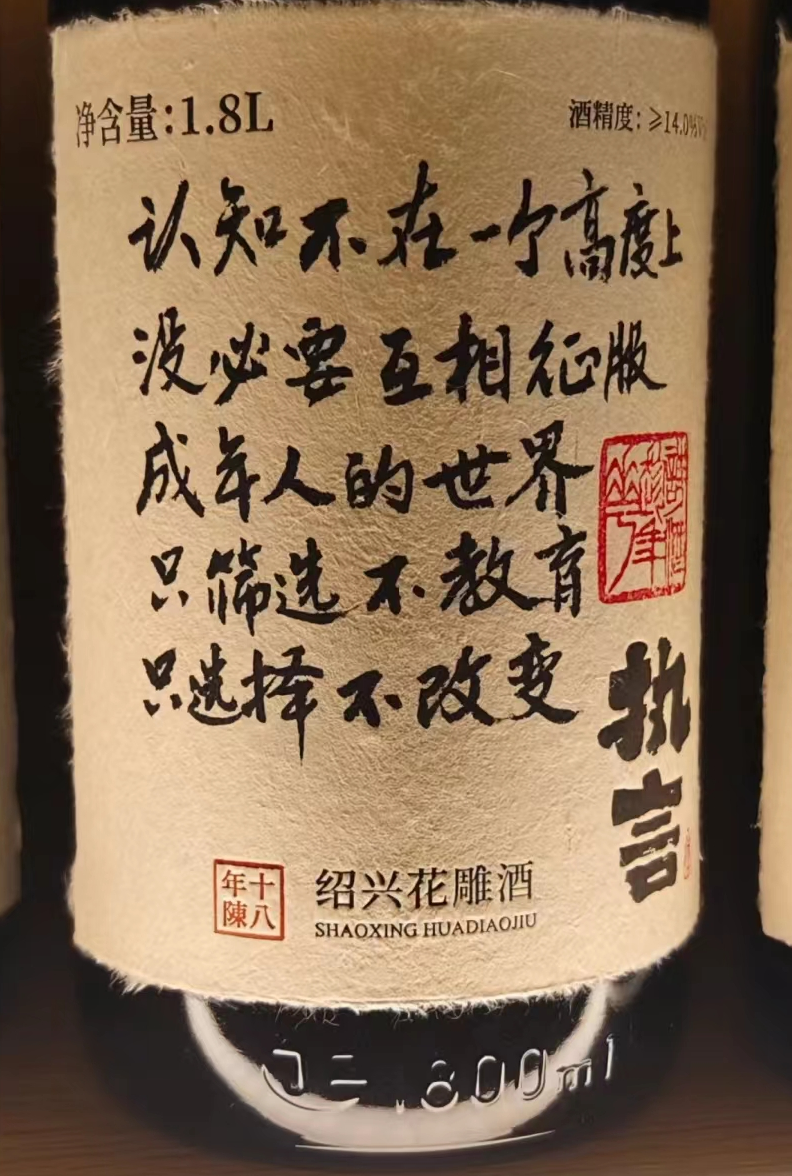 净含量:1.8L
酒精度:≥14.0%V
认知不在一个高度上
没必要互相征服
成年人的世界
只筛选不教育
只选择不改变
执言
十八年陳
绍兴花雕酒
SHAOXING HUADIAOJIU
.800ml